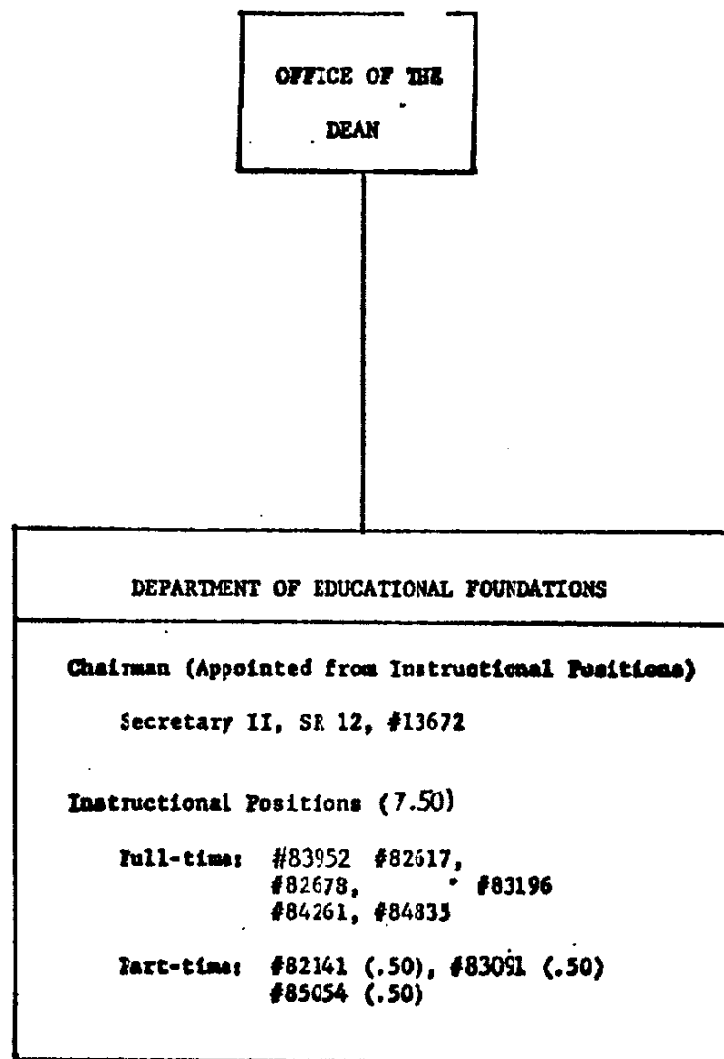 OFFICE OF THE
DEAN
DEPARTMENT OF EDUCATIONAL FOUNDATIONS
Chairman (Appointed from Instructional Positions)
Secretary II, SR 12, #13672
Instructional Positions (7.50)
Full-time: #83952 #82617,
#82678, #83196
#84261, #84835
Part-time: #82141 (.50), #83091 (.50)
#85054 (.50)